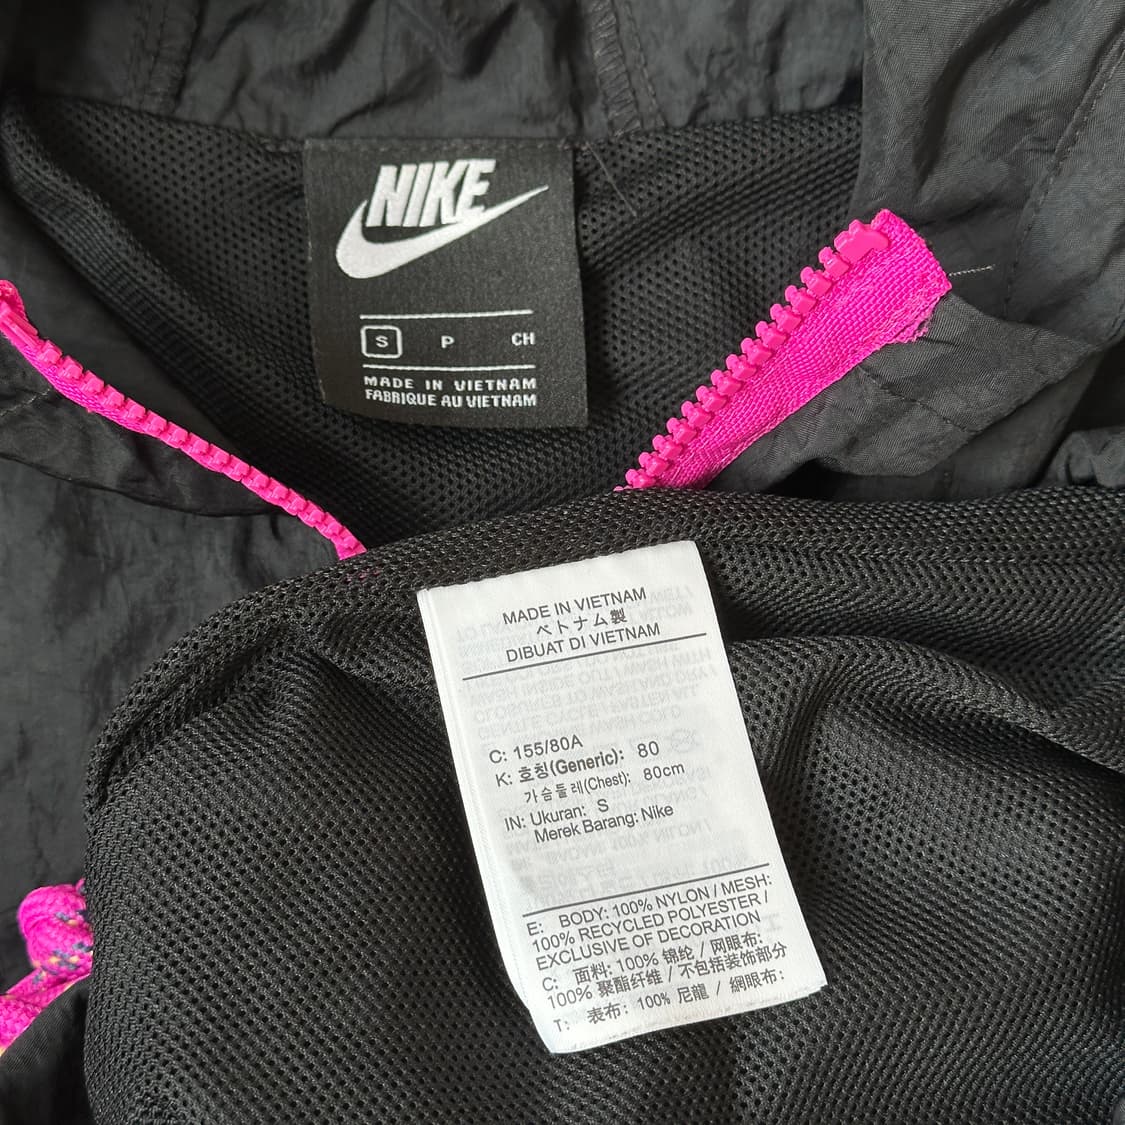 NIKE
S P CH
MADE IN VIETNAM
FABRIQUE AU VIETNAM
MADE IN VIETNAM
ベトナム製
DIBUAT DI VIETNAM
C: 155/80A
K: 호칭(Generic): 80
가슴둘레(Chest): 80cm
IN: Ukuran: S
Merek Barang: Nike
E: BODY: 100% NYLON / MESH:
100% RECYCLED POLYESTER /
EXCLUSIVE OF DECORATION
C: 面料: 100% 锦纶 / 网眼布:
100% 聚酯纤维 / 不包括装饰部分
T: 表布: 100% 尼龍 / 網眼布: